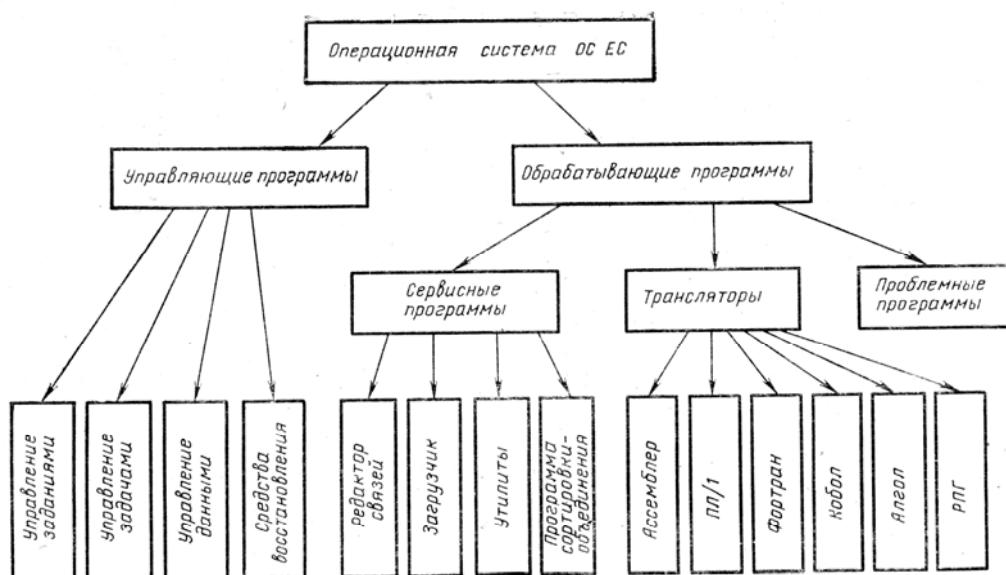 Операционная система ОС ЕС
Управляющие программы
Обрабатывающие программы
Сервисные
программы
Трансляторы
Проблемные
программы
Управление
заданиями
Управление
задачами
Управление
данными
Средства
восстановления
Редактор
связей
Загрузчик
Утилиты
Программа
сортировки-
объединения
Ассемблер
ПЛ/1
Фортран
Кобол
Алгол
РПГ